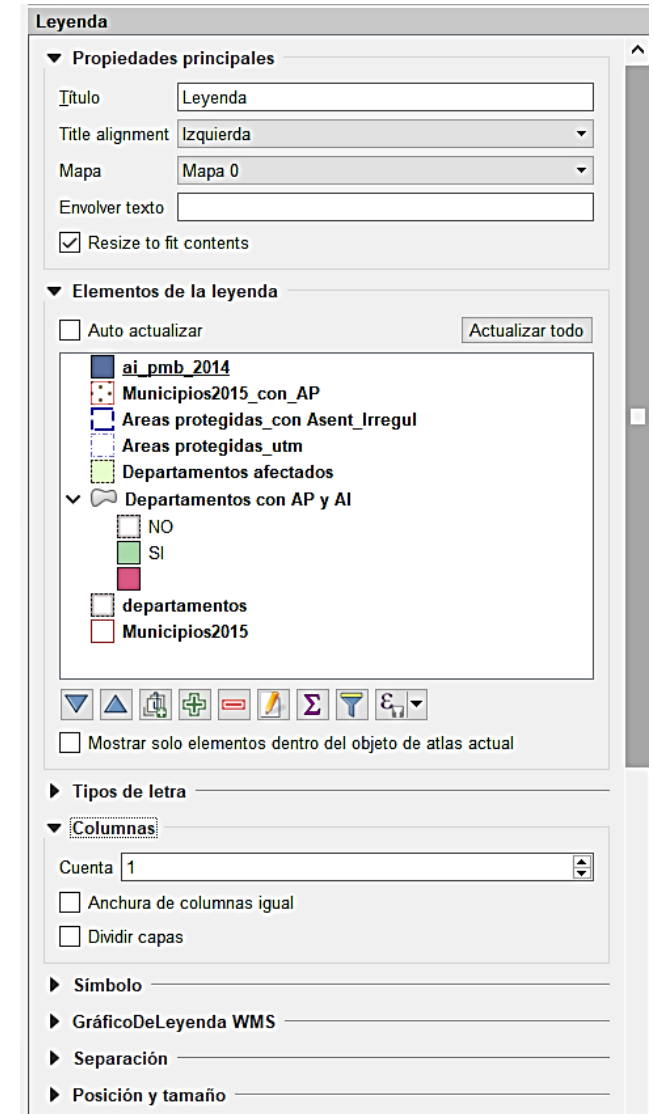 Leyenda
Propiedades principales
Título Leyenda
Title alignment Izquierda
Mapa Mapa 0
Envolver texto
Resize to fit contents
Elementos de la leyenda
Auto actualizar Actualizar todo
ai_pmb_2014
Municipios2015_con_AP
Areas protegidas_con Asent_Irregul
Areas protegidas_utm
Departamentos afectados
Departamentos con AP y AI
NO
SI
departamentos
Municipios2015
Σ ε
Mostrar solo elementos dentro del objeto de atlas actual
Tipos de letra
Columnas
Cuenta 1
Anchura de columnas igual
Dividir capas
Símbolo
GráficoDeLeyenda WMS
Separación
Posición y tamaño